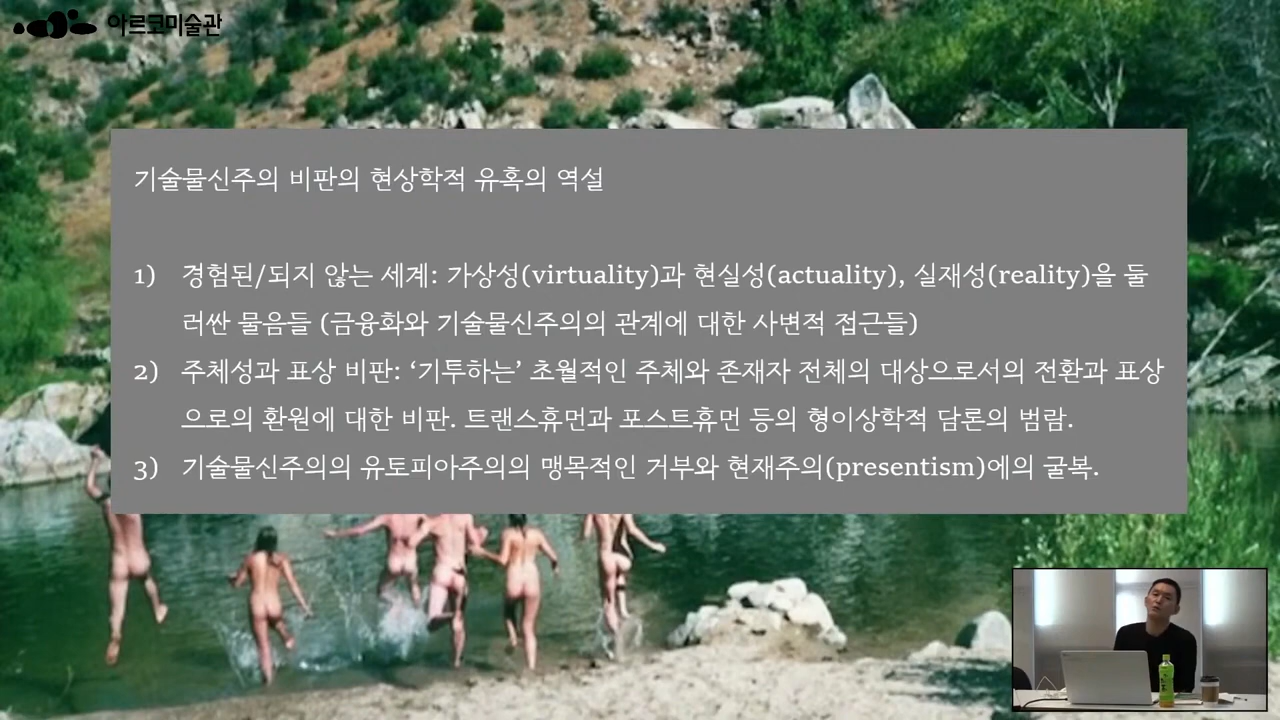 아르코미술관
기술물신주의 비판의 현상학적 유혹의 역설
1) 경험된/되지 않는 세계: 가상성(virtuality)과 현실성(actuality), 실재성(reality)을 둘
러싼 물음들 (금융화와 기술물신주의의 관계에 대한 사변적 접근들)
2) 주체성과 표상 비판: ‘기투하는’ 초월적인 주체와 존재자 전체의 대상으로서의 전환과 표상
으로의 환원에 대한 비판. 트랜스휴먼과 포스트휴먼 등의 형이상학적 담론의 범람.
3) 기술물신주의의 유토피아주의의 맹목적인 거부와 현재주의(presentism)에의 굴복.